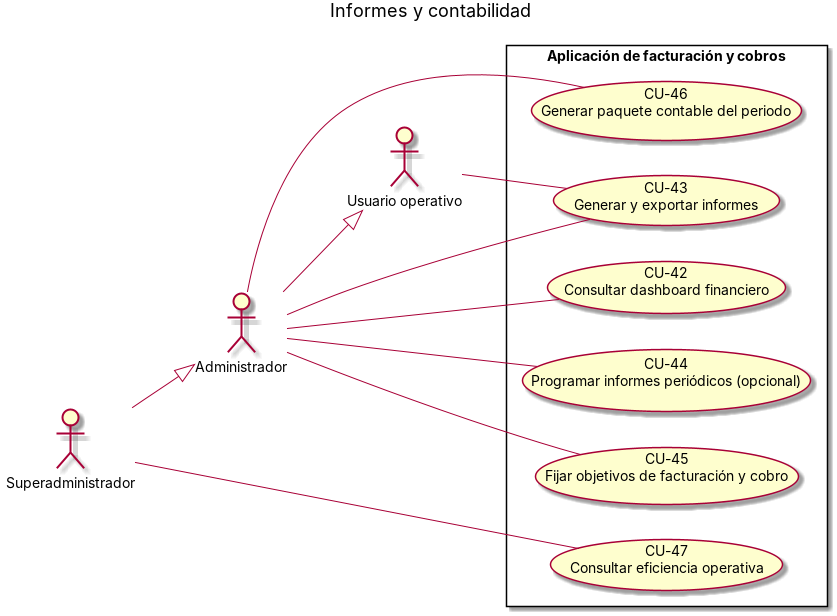 Informes y contabilidad
Aplicación de facturación y cobros
CU-46
Generar paquete contable del periodo
Usuario operativo
CU-43
Generar y exportar informes
CU-42
Consultar dashboard financiero
Administrador
CU-44
Programar informes periódicos (opcional)
CU-45
Fijar objetivos de facturación y cobro
Superadministrador
CU-47
Consultar eficiencia operativa